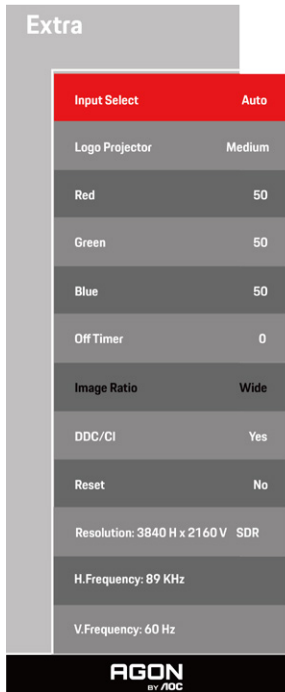 Extra
Input Select Auto
Logo Projector Medium
Red 50
Green 50
Blue 50
Off Timer 0
Image Ratio Wide
DDC/CI Yes
Reset No
Resolution: 3840 H x 2160 V SDR
H.Frequency: 89 KHz
V.Frequency: 60 Hz
AGON
BY AOC